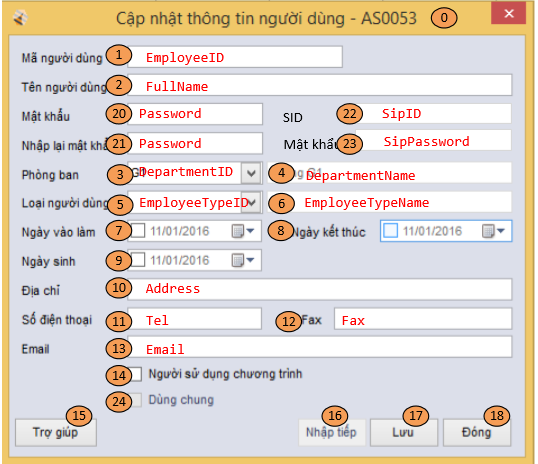 Cập nhật thông tin người dùng - AS0053 0
Mã người dùng 1 EmployeeID
Tên người dùng 2 FullName
Mật khẩu 20 Password SID 22 SipID
Nhập lại mật khẩ 21 Password Mật khẩu 23 SipPassword
Phòng ban 3 DepartmentID 4 G1 DepartmentName
Loại người dùng 5 EmployeeTypeID 6 EmployeeTypeName
Ngày vào làm 7 11/01/2016 8 Ngày kết thúc 11/01/2016
Ngày sinh 9 11/01/2016
Địa chỉ 10 Address
Số điện thoại 11 Tel 12 Fax Fax
Email 13 Email
14 Người sử dụng chương trình
24 Dùng chung
15 16 17 18
Trợ giúp Nhập tiếp Lưu Đóng